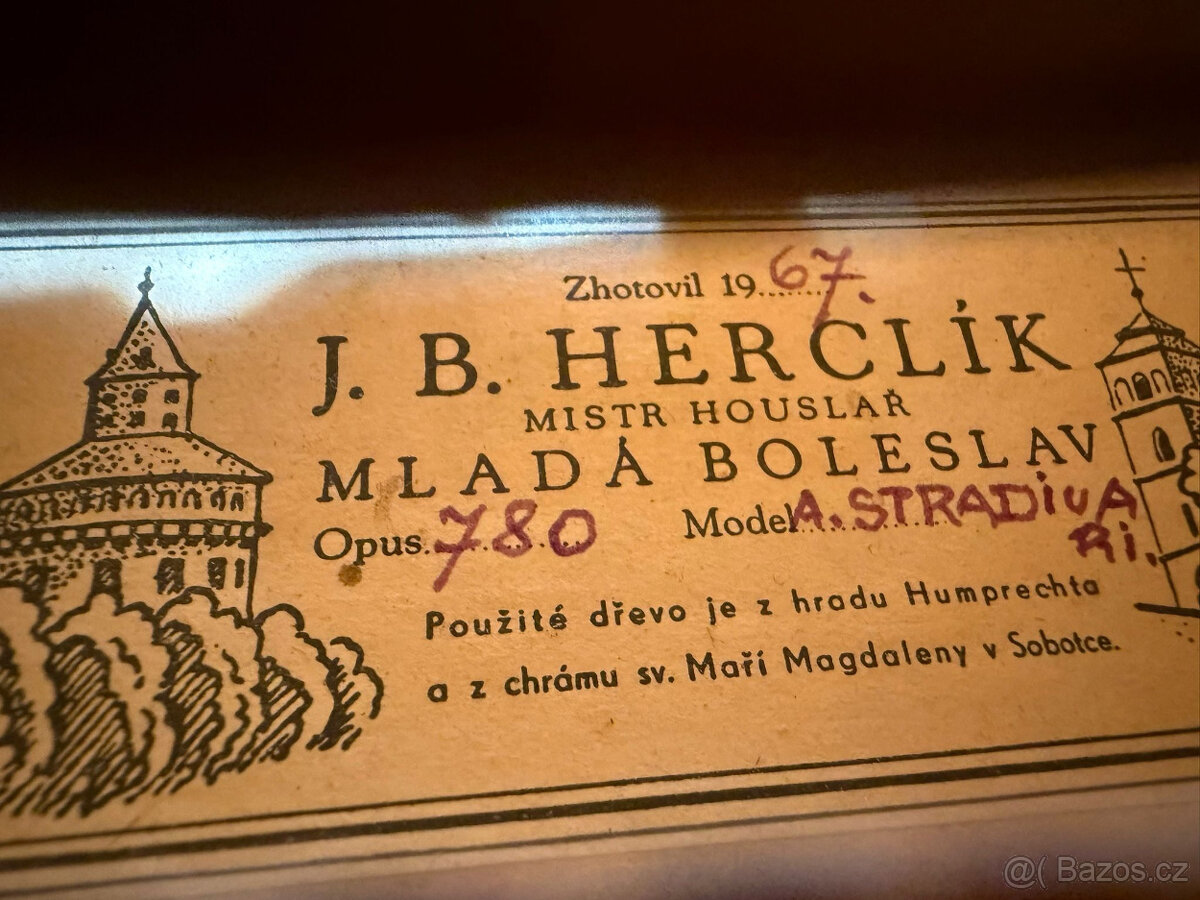 Zhotovil 19 67.
J. B. HERCLÍK
MISTR HOUSLAŘ
MLADÁ BOLESLAV
Opus 780 Model A. STRADiVA
Ri.
Použité dřevo je z hradu Humprechta
a z chrámu sv. Maří Magdaleny v Sobotce.
@( Bazos.cz